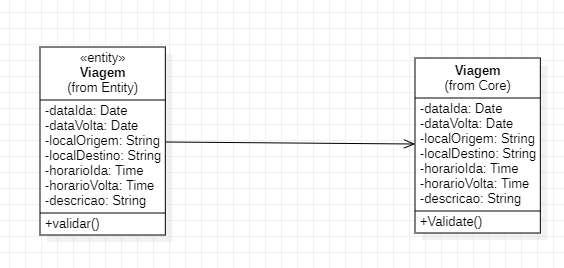 «entity»
Viagem
(from Entity)
-dataIda: Date
-dataVolta: Date
-localOrigem: String
-localDestino: String
-horarioIda: Time
-horarioVolta: Time
-descricao: String
+validar()
Viagem
(from Core)
-dataIda: Date
-dataVolta: Date
-localOrigem: String
-localDestino: String
-horarioIda: Time
-horarioVolta: Time
-descricao: String
+Validate()